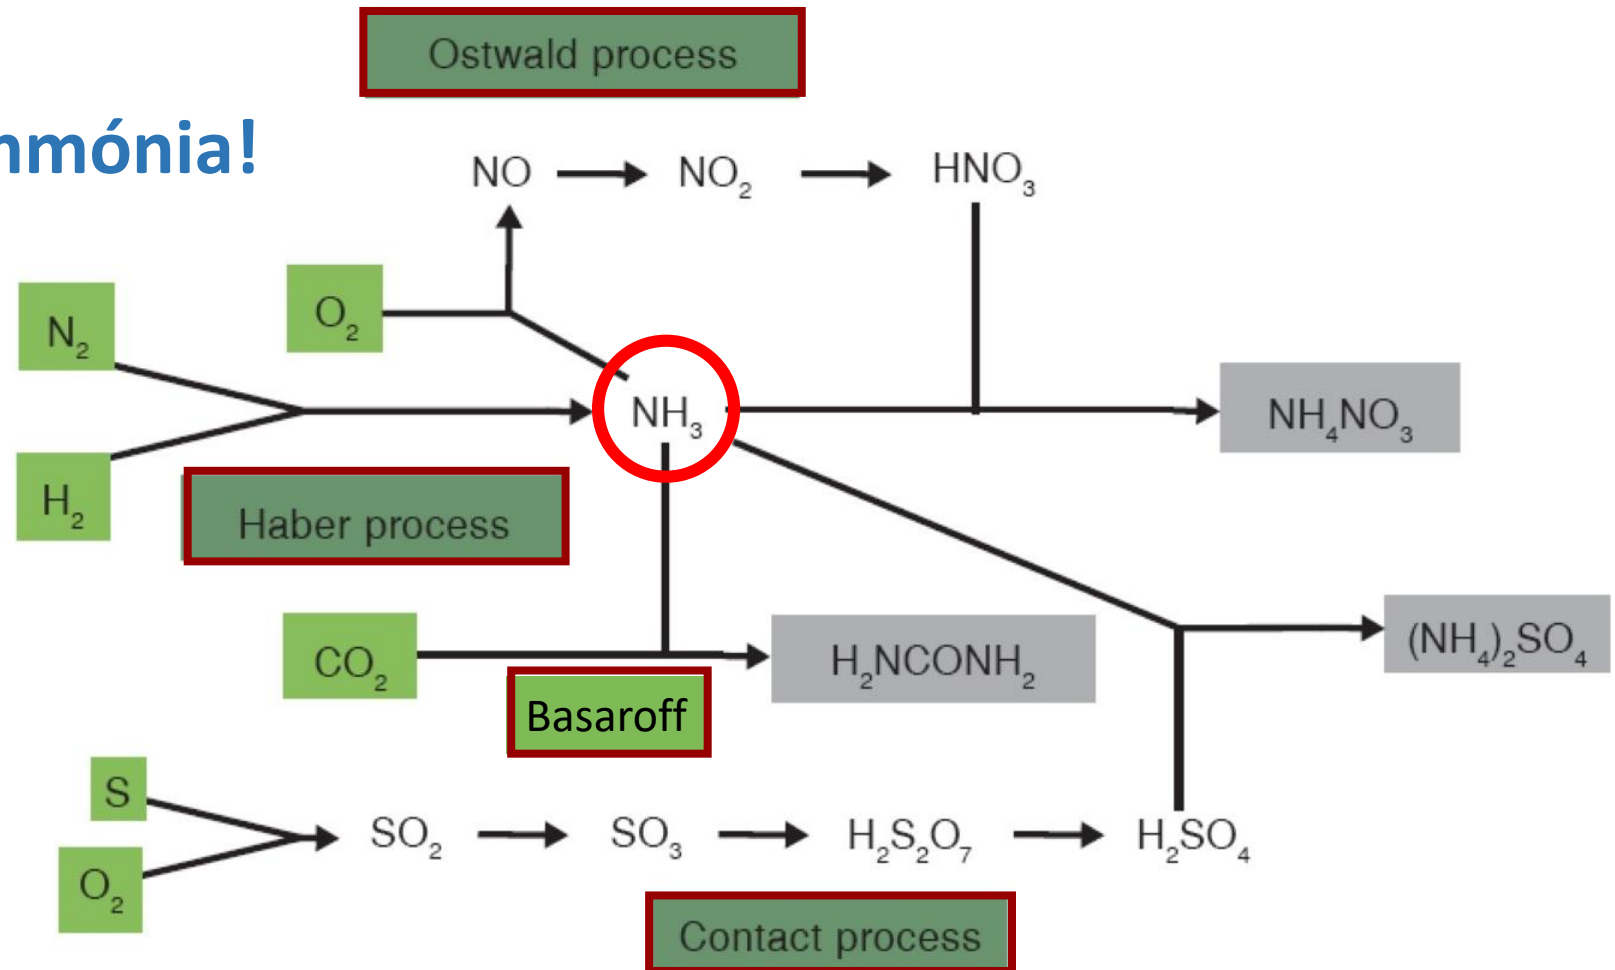 Ostwald process
nmónia!
NO → NO₂ → HNO₃
N₂
O₂
NH₃
NH₄NO₃
H₂
Haber process
CO₂
H₂NCONH₂
(NH₄)₂SO₄
Basaroff
S
SO₂ → SO₃ → H₂S₂O₇ → H₂SO₄
O₂
Contact process